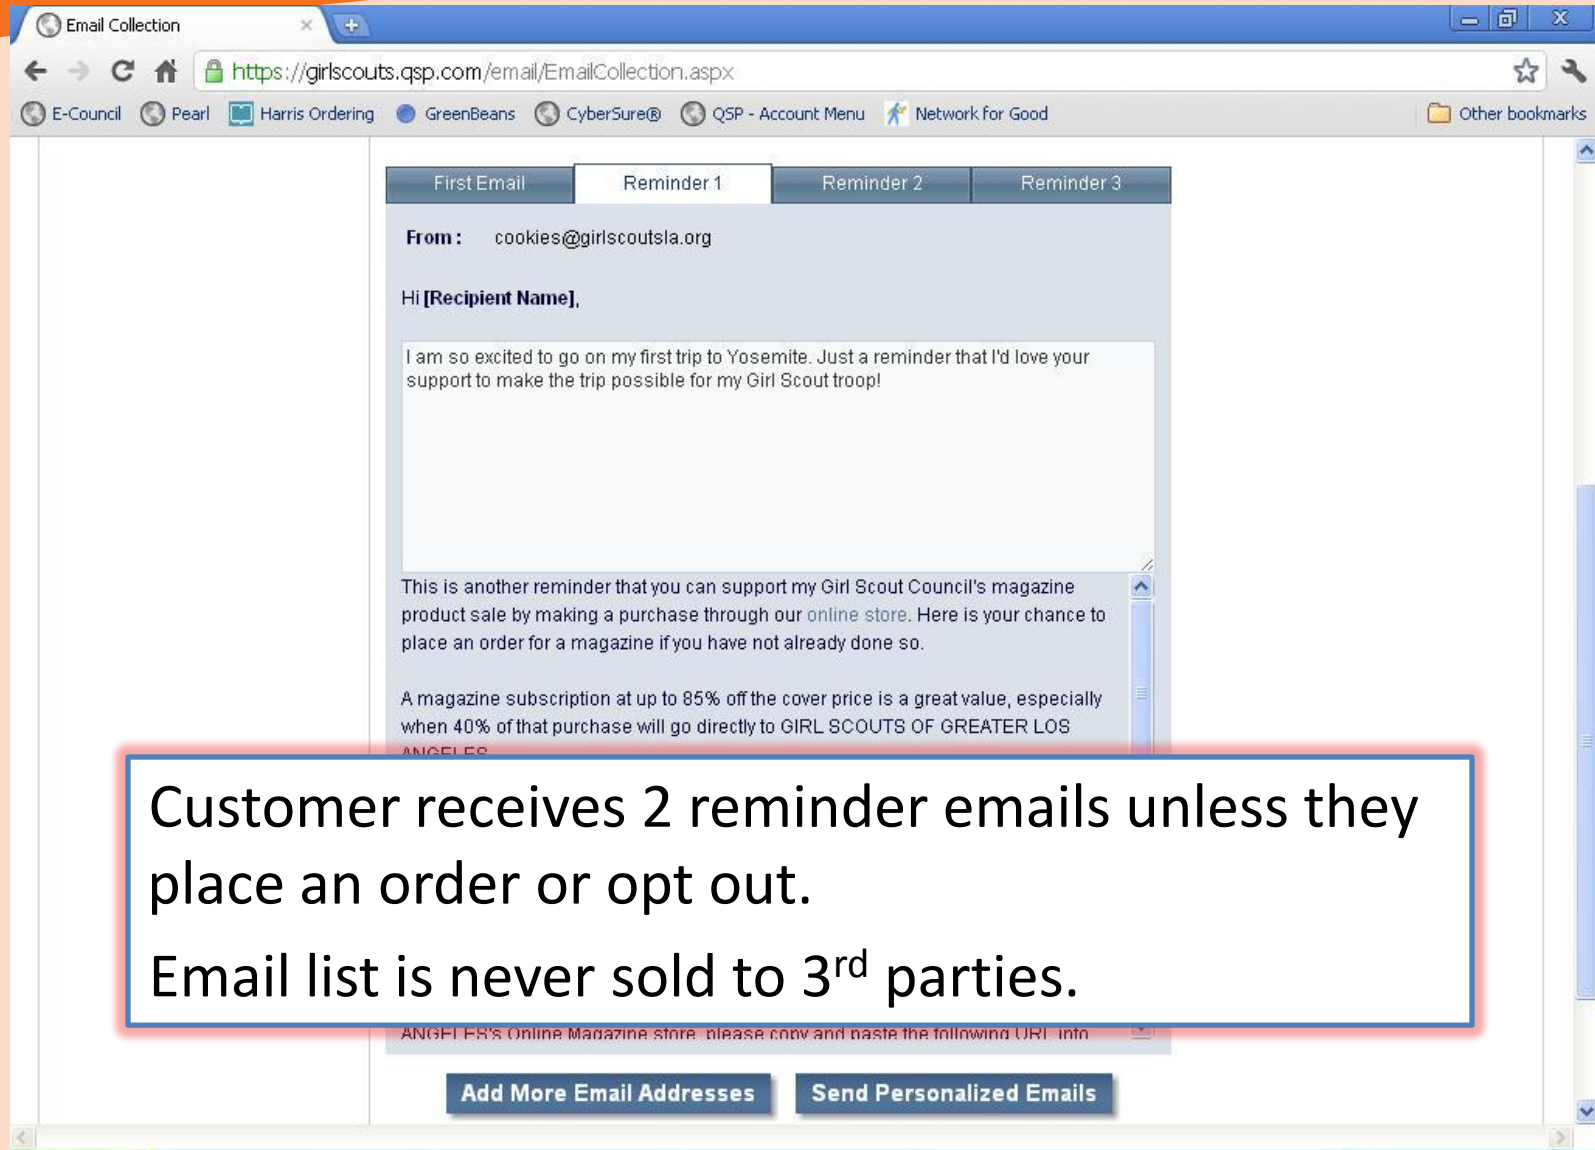 Email Collection
https://girlscouts.qsp.com/email/EmailCollection.aspx
E-Council Pearl Harris Ordering GreenBeans CyberSure® QSP - Account Menu Network for Good Other bookmarks
First Email Reminder 1 Reminder 2 Reminder 3
From : cookies@girlscoutsla.org
Hi [Recipient Name],
I am so excited to go on my first trip to Yosemite. Just a reminder that I'd love your
support to make the trip possible for my Girl Scout troop!
This is another reminder that you can support my Girl Scout Council's magazine
product sale by making a purchase through our online store. Here is your chance to
place an order for a magazine if you have not already done so.
A magazine subscription at up to 85% off the cover price is a great value, especially
when 40% of that purchase will go directly to GIRL SCOUTS OF GREATER LOS
ANGELES
Customer receives 2 reminder emails unless they
place an order or opt out.
Email list is never sold to 3rd parties.
ANGELES's Online Magazine store, please copy and paste the following URL into
Add More Email Addresses Send Personalized Emails